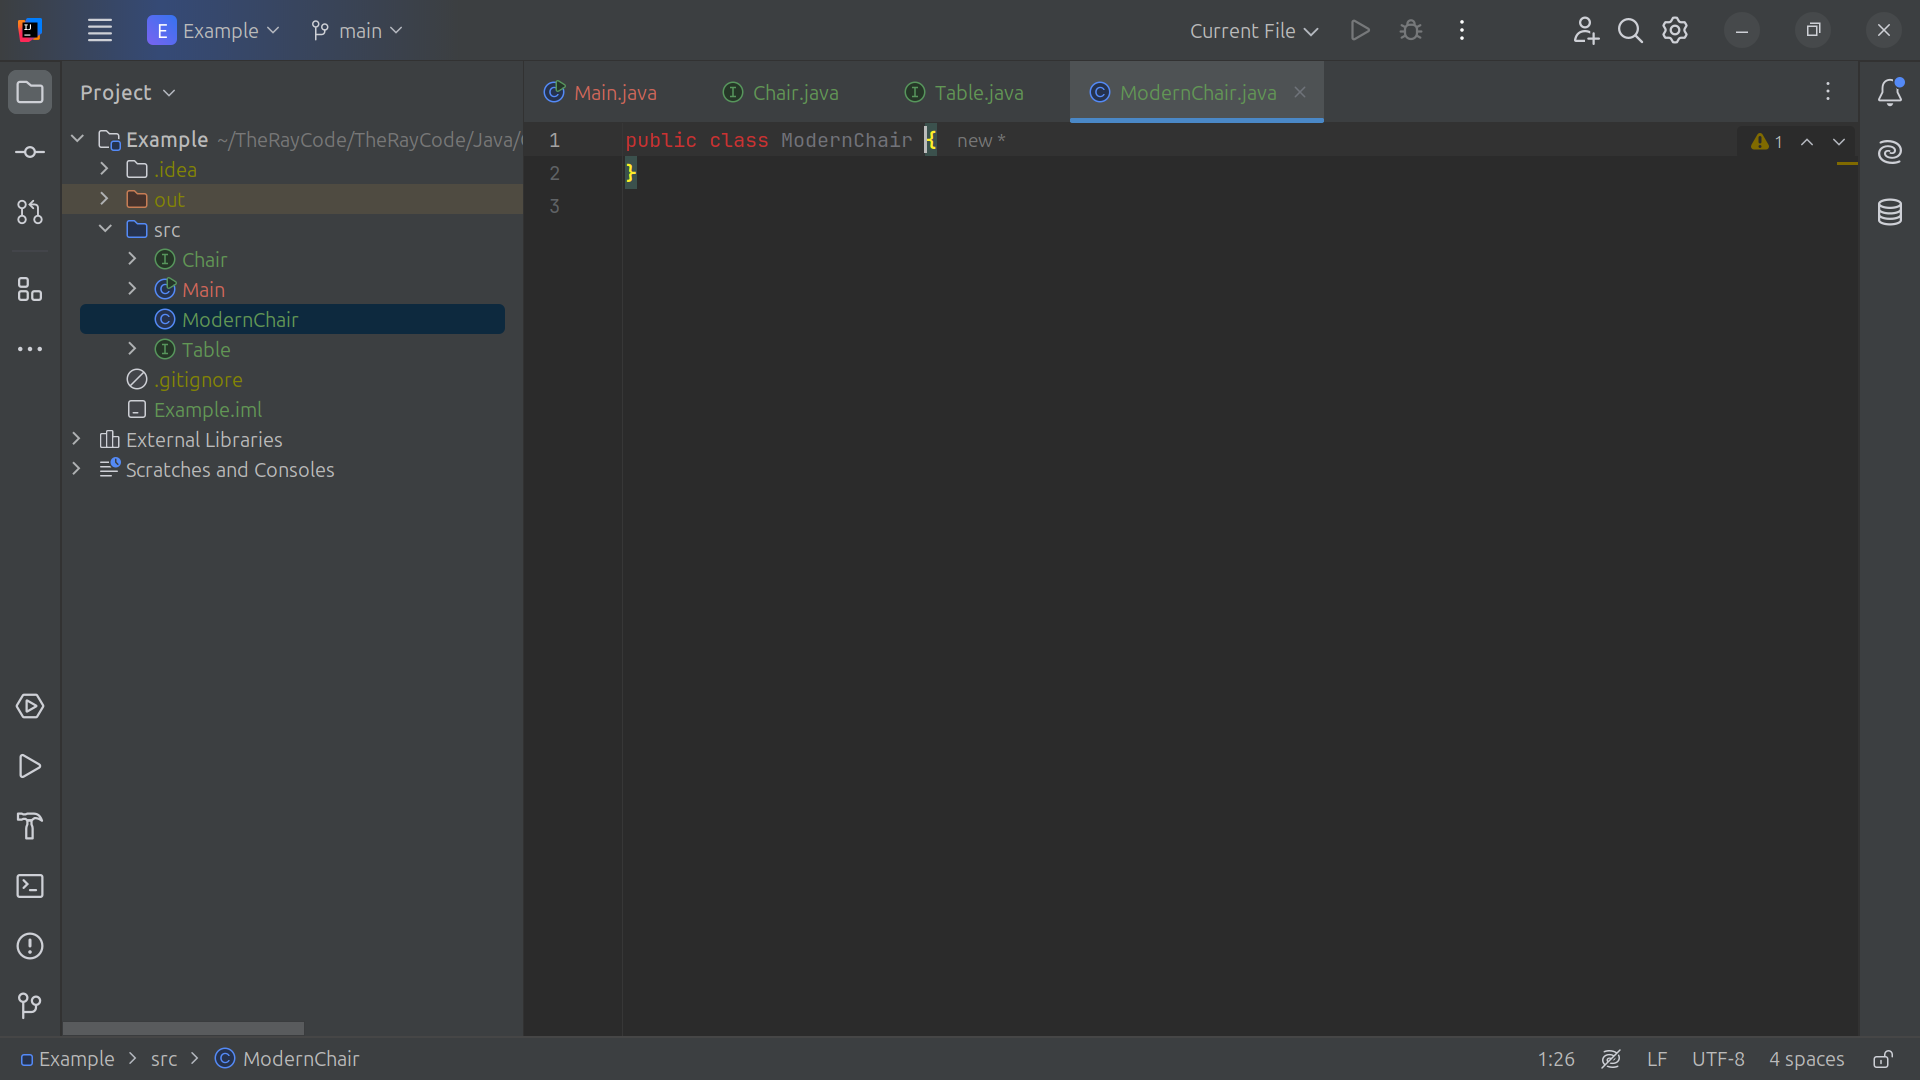 E Example main Current File
Project
Main.java Chair.java Table.java ModernChair.java
Example ~/TheRayCode/TheRayCode/Java/
.idea
out
src
Chair
Main
ModernChair
Table
.gitignore
Example.iml
External Libraries
Scratches and Consoles
1 public class ModernChair { new *
2 }
3
1
Example > src > ModernChair 1:26 LF UTF-8 4 spaces